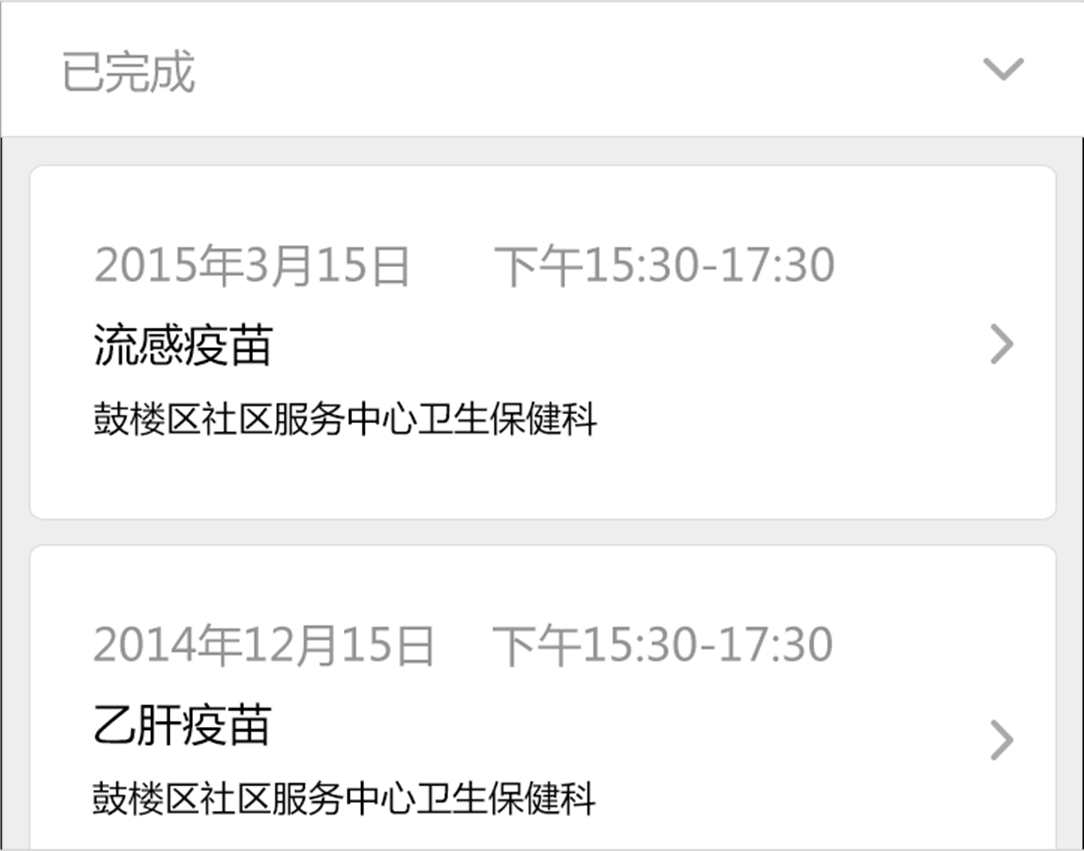 已完成
2015年3月15日 下午15:30-17:30
流感疫苗
鼓楼区社区服务中心卫生保健科
2014年12月15日 下午15:30-17:30
乙肝疫苗
鼓楼区社区服务中心卫生保健科